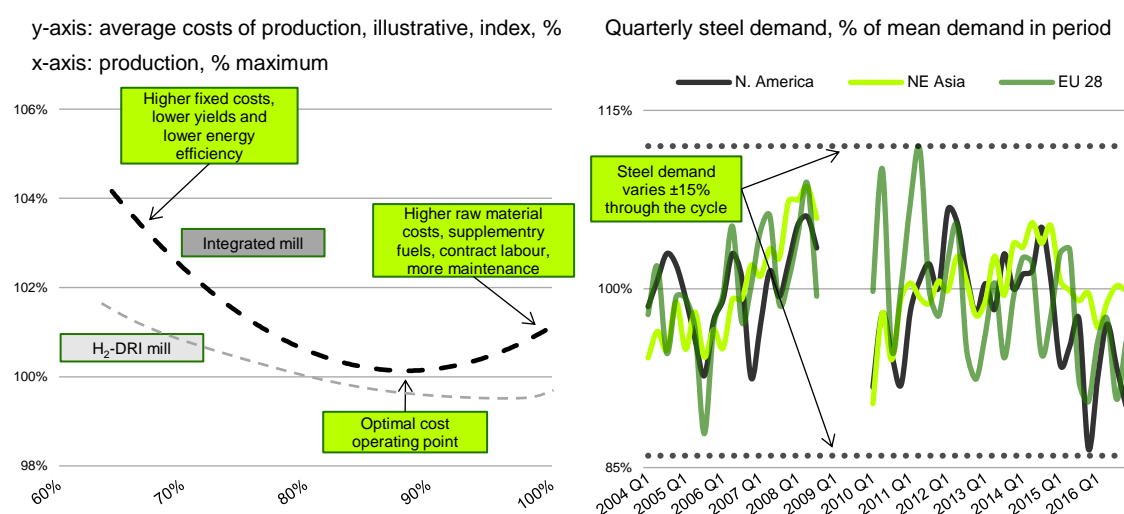 y-axis: average costs of production, illustrative, index, %
x-axis: production, % maximum
106%
104%
102%
100%
98%
60%
70%
80%
90%
100%
Higher fixed costs,
lower yields and
lower energy
efficiency
Integrated mill
Higher raw material
costs, supplementry
fuels, contract labour,
more maintenance
H₂-DRI mill
Optimal cost
operating point
Quarterly steel demand, % of mean demand in period
N. America
NE Asia
EU 28
115%
100%
85%
Steel demand
varies ±15%
through the cycle
2004 Q1
2005 Q1
2006 Q1
2007 Q1
2008 Q1
2009 Q1
2010 Q1
2011 Q1
2012 Q1
2013 Q1
2014 Q1
2015 Q1
2016 Q1